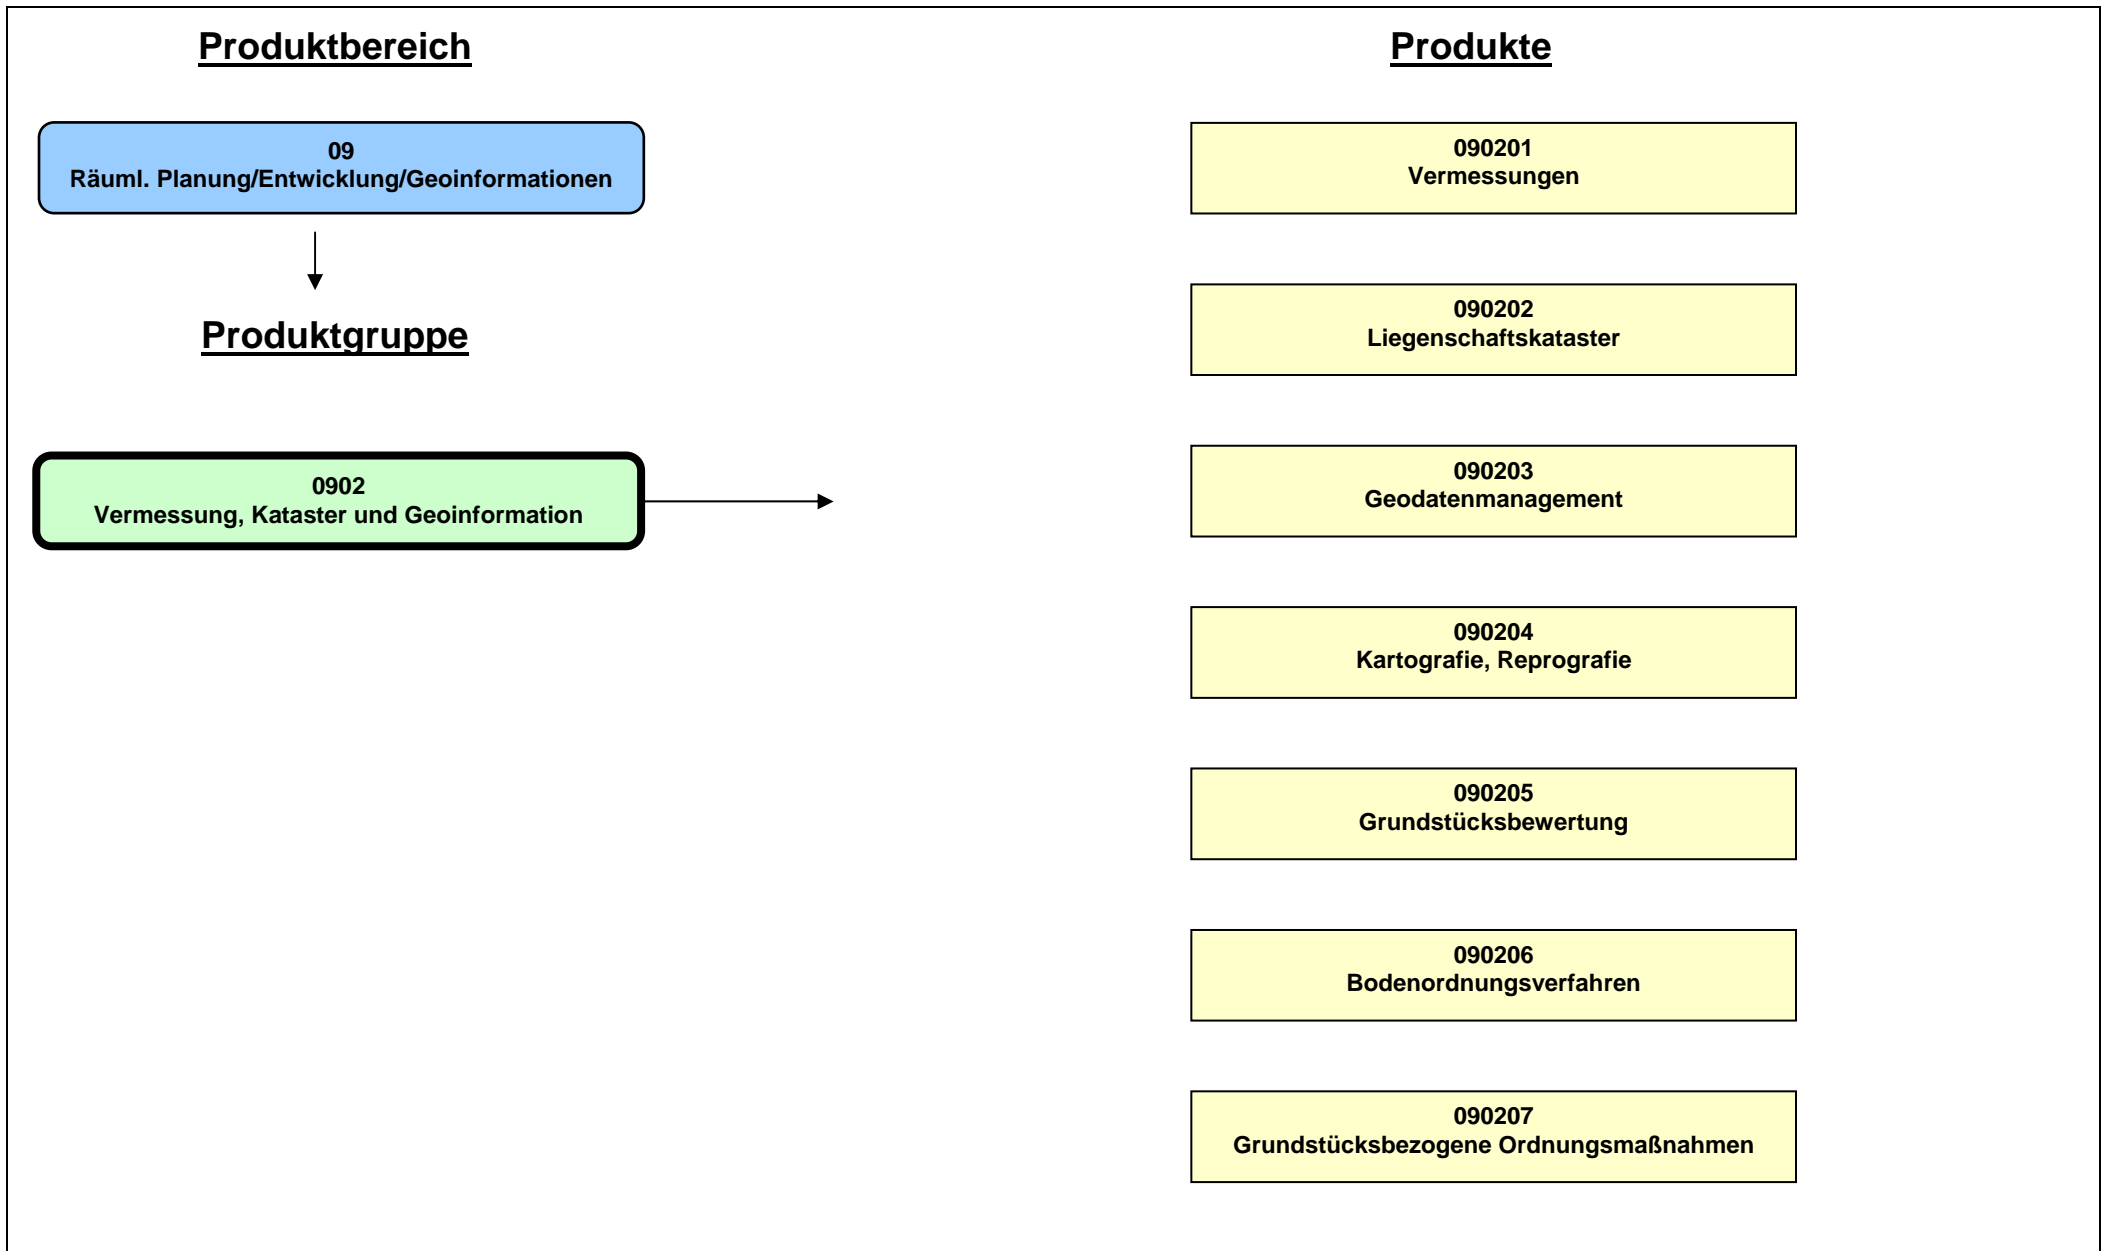 Produktbereich
09
Räuml. Planung/Entwicklung/Geoinformationen
Produktgruppe
0902
Vermessung, Kataster und Geoinformation
Produkte
090201
Vermessungen
090202
Liegenschaftskataster
090203
Geodatenmanagement
090204
Kartografie, Reprografie
090205
Grundstücksbewertung
090206
Bodenordnungsverfahren
090207
Grundstücksbezogene Ordnungsmaßnahmen